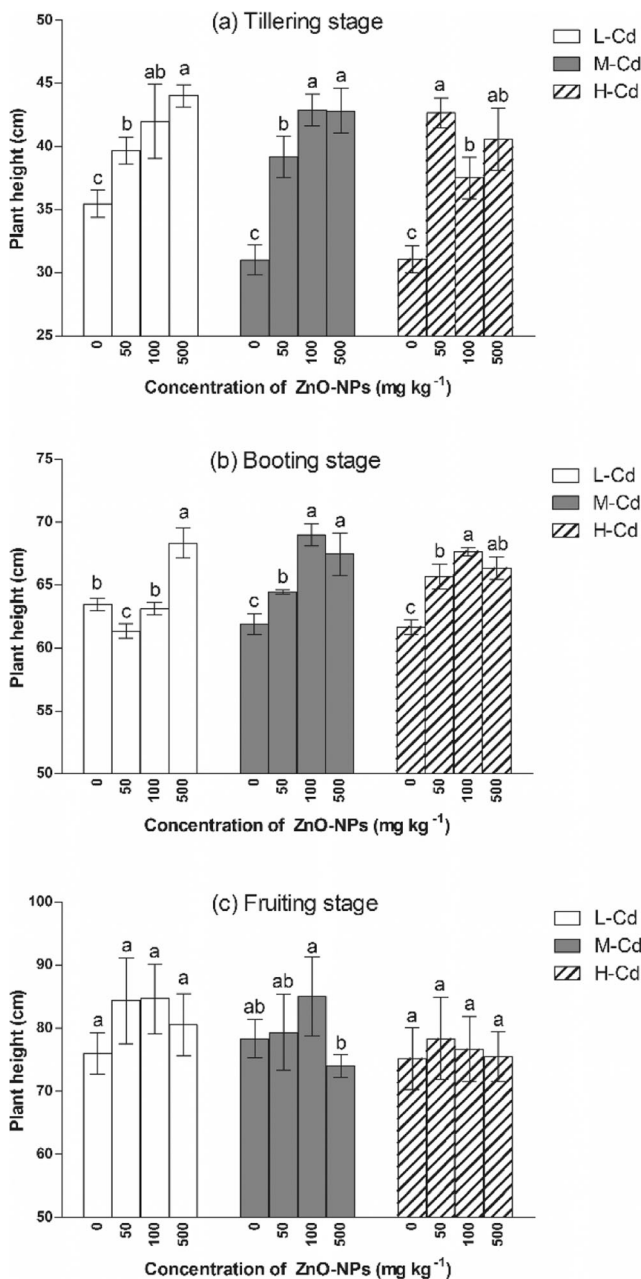 (a) Tillering stage
L-Cd
M-Cd
H-Cd
Plant height (cm)
45
50
40
35
30
25
c b ab a
c b a a
c a b ab
0 50 100 500
0 50 100 500
0 50 100 500
Concentration of ZnO-NPs (mg kg⁻¹)
(b) Booting stage
L-Cd
M-Cd
H-Cd
Plant height (cm)
75
70
65
60
55
50
b c b a
c b a a
c b a ab
0 50 100 500
0 50 100 500
0 50 100 500
Concentration of ZnO-NPs (mg kg⁻¹)
(c) Fruiting stage
L-Cd
M-Cd
H-Cd
Plant height (cm)
100
90
80
70
60
50
a a a a
ab ab a b
a a a a
0 50 100 500
0 50 100 500
0 50 100 500
Concentration of ZnO-NPs (mg kg⁻¹)